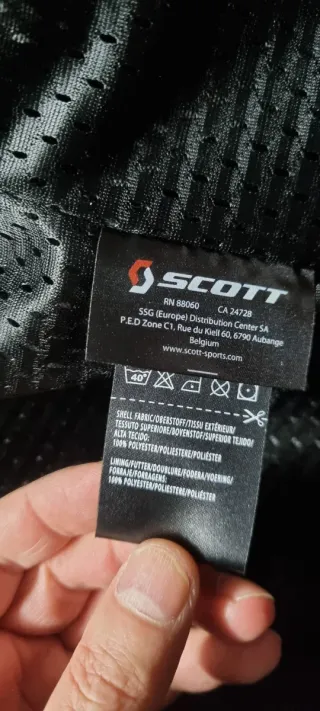 SCOTT
RN 88060 CA 24728
SSG (Europe) Distribution Center SA
P.E.D Zone C1, Rue du Kiell 60, 6790 Aubange
Belgium
www.scott-sports.com
40°
SHELL FABRIC/OBERSTOFF/TISSU EXTÉRIEUR/
TESSUTO SUPERIORE/BOVENSTOF/SUPERIOR TEJIDO/
ALTA TECIDO:
100% POLYESTER/POLIESTERE/POLIÉSTER
LINING/FUTTER/DOUBLURE/FODERA/VOERING/
FORRAJE/FORRAGENS:
100% POLYESTER/POLIESTERE/POLIÉSTER